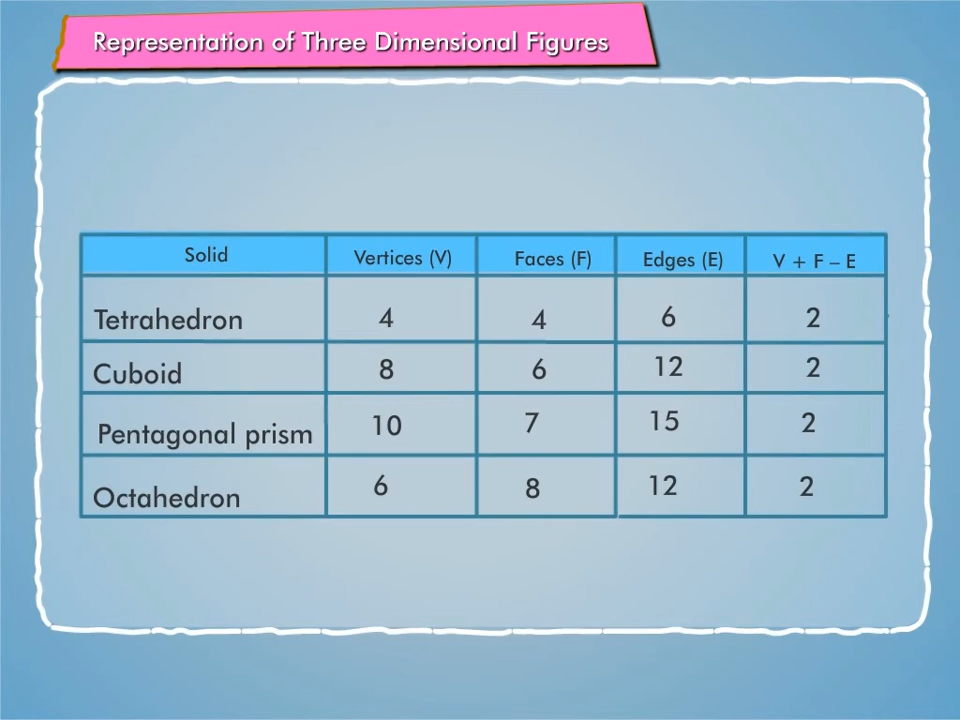 Representation of Three Dimensional Figures
Solid Vertices (V) Faces (F) Edges (E) V + F – E
Tetrahedron 4 4 6 2
Cuboid 8 6 12 2
Pentagonal prism 10 7 15 2
Octahedron 6 8 12 2